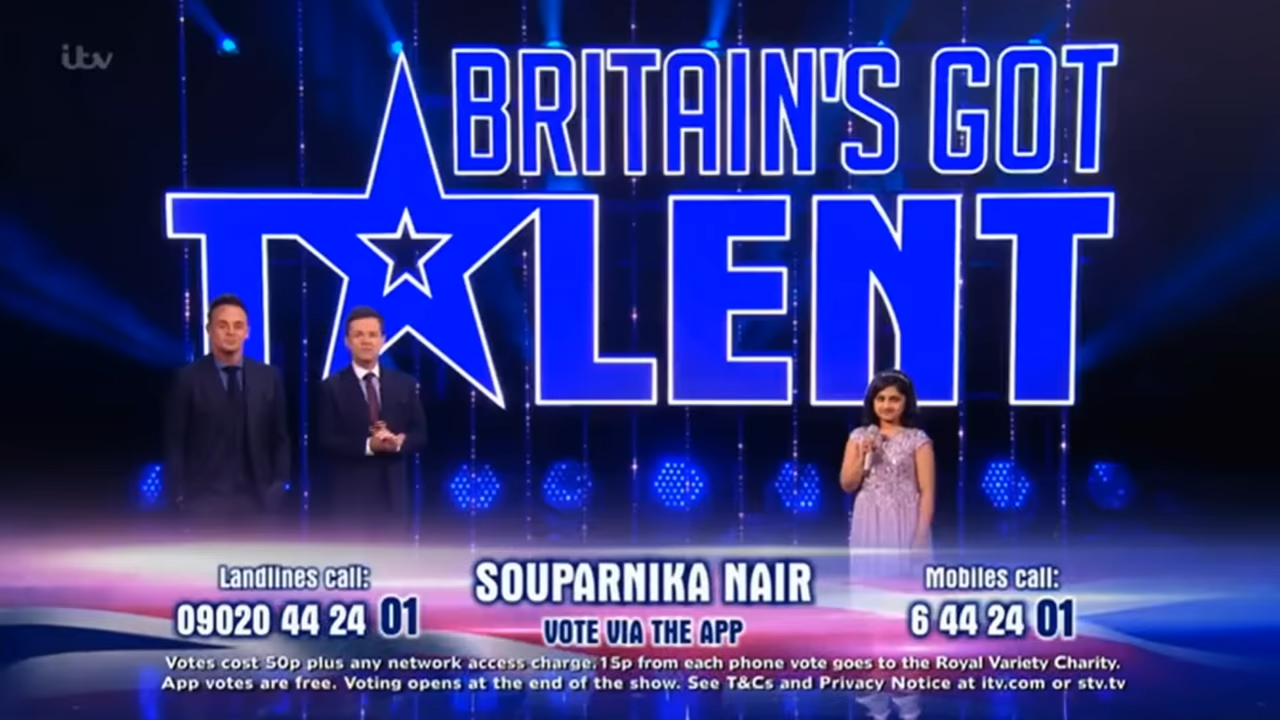 itv
BRITAIN'S GOT
TALENT
Landlines call:
09020 44 24 01
SOUPARNIKA NAIR
VOTE VIA THE APP
Mobiles call:
6 44 24 01
Votes cost 50p plus any network access charge. 15p from each phone vote goes to the Royal Variety Charity.
App votes are free. Voting opens at the end of the show. See T&Cs and Privacy Notice at itv.com or stv.tv